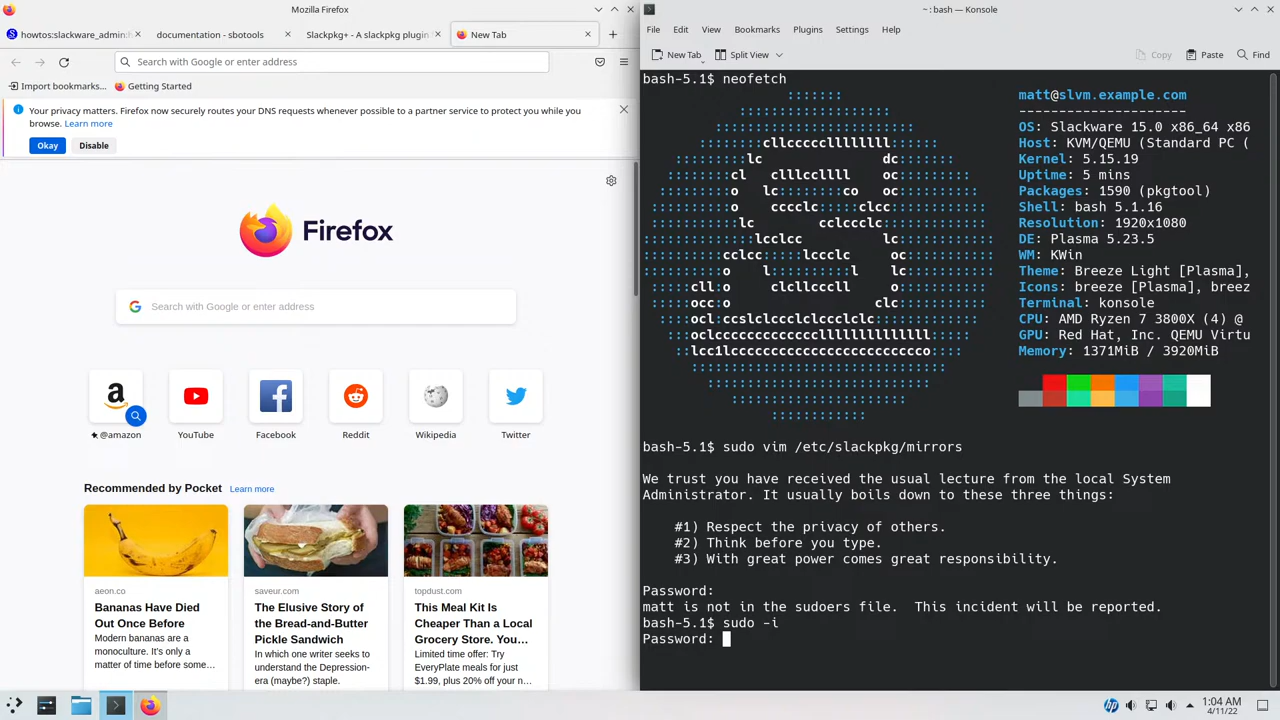 Mozilla Firefox
howtos:slackware_admin:h
documentation - sbotools
Slackpkg+ - A slackpkg plugin
New Tab
Search with Google or enter address
Import bookmarks...
Getting Started
Your privacy matters. Firefox now securely routes your DNS requests whenever possible to a partner service to protect you while you
browse. Learn more
Okay
Disable
Firefox
Search with Google or enter address
@amazon
YouTube
Facebook
Reddit
Wikipedia
Twitter
Recommended by Pocket
Learn more
aeon.co
Bananas Have Died
Out Once Before
Modern bananas are a
monoculture. It's only a
matter of time before some...
saveur.com
The Elusive Story of
the Bread-and-Butter
Pickle Sandwich
In which one writer seeks to
understand the Depression-
era (maybe?) staple.
topdust.com
This Meal Kit Is
Cheaper Than a Local
Grocery Store. You...
Limited time offer: Try
EveryPlate meals for just
$1.99, plus 20% off your n...
~ : bash — Konsole
File Edit View Bookmarks Plugins Settings Help
New Tab
Split View
Copy
Paste
Find
bash-5.1$ neofetch
matt@slvm.example.com
-------------------
OS: Slackware 15.0 x86_64 x86
Host: KVM/QEMU (Standard PC (
Kernel: 5.15.19
Uptime: 5 mins
Packages: 1590 (pkgtool)
Shell: bash 5.1.16
Resolution: 1920x1080
DE: Plasma 5.23.5
WM: KWin
Theme: Breeze Light [Plasma],
Icons: breeze [Plasma], breez
Terminal: konsole
CPU: AMD Ryzen 7 3800X (4) @
GPU: Red Hat, Inc. QEMU Virtu
Memory: 1371MiB / 3920MiB
bash-5.1$ sudo vim /etc/slackpkg/mirrors
We trust you have received the usual lecture from the local System
Administrator. It usually boils down to these three things:
#1) Respect the privacy of others.
#2) Think before you type.
#3) With great power comes great responsibility.
Password:
matt is not in the sudoers file.  This incident will be reported.
bash-5.1$ sudo -i
Password:
1:04 AM
4/11/22